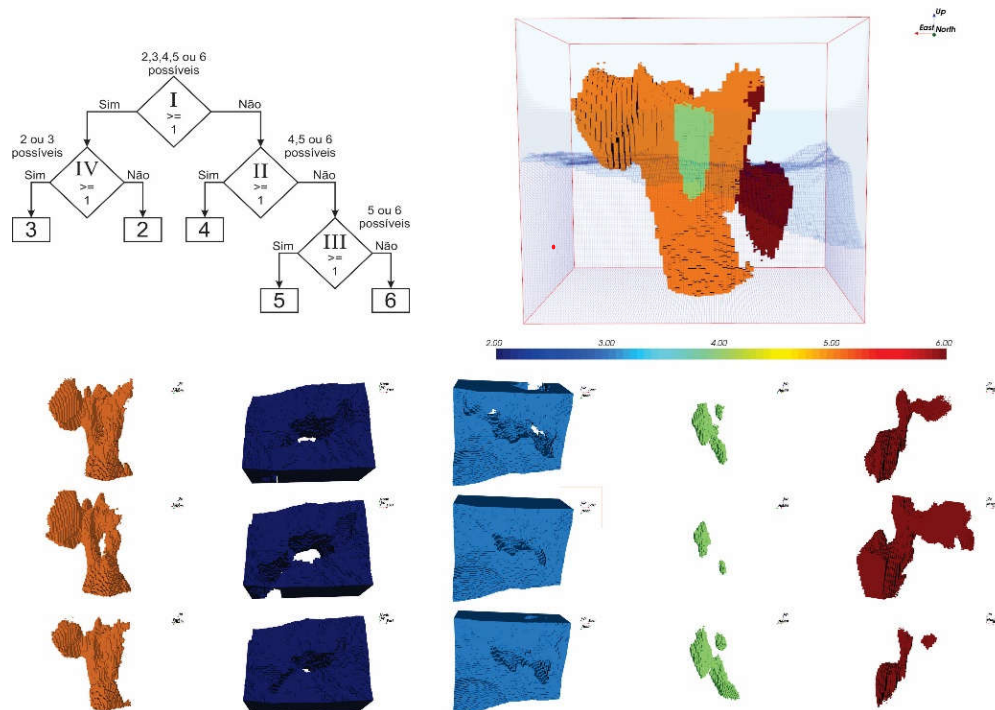 2,3,4,5 ou 6
possíveis
Sim
I
>=
1
Não
2 ou 3
possíveis
4,5 ou 6
possíveis
Sim
IV
>=
1
Não
Sim
II
>=
1
Não
3
2
4
5 ou 6
possíveis
Sim
III
>=
1
Não
5
6
Up
East North
2.00
3.00
4.00
5.00
6.00